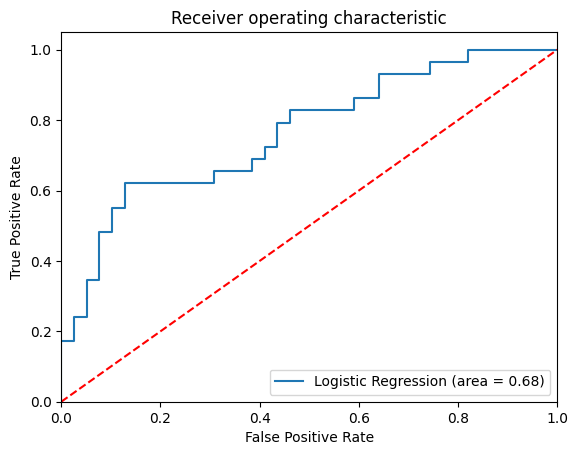 Receiver operating characteristic
1.0
0.8
0.6
0.4
0.2
0.0
True Positive Rate
Logistic Regression (area = 0.68)
0.0 0.2 0.4 0.6 0.8 1.0
False Positive Rate